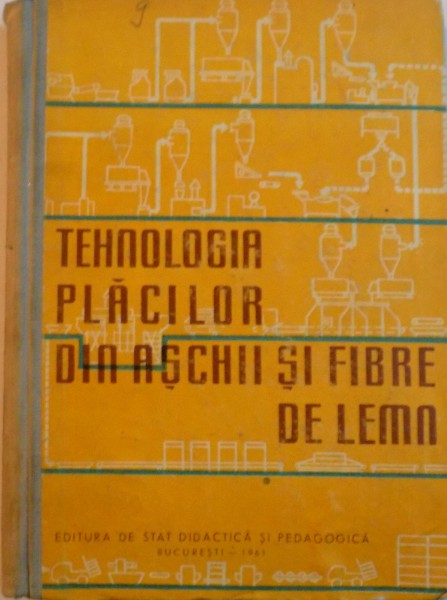 9
TEHNOLOGIA
PLĂCILOR
DIN AȘCHII ȘI FIBRE
DE LEMN
EDITURA DE STAT DIDACTICĂ ȘI PEDAGOGICĂ
BUCUREȘTI - 1961